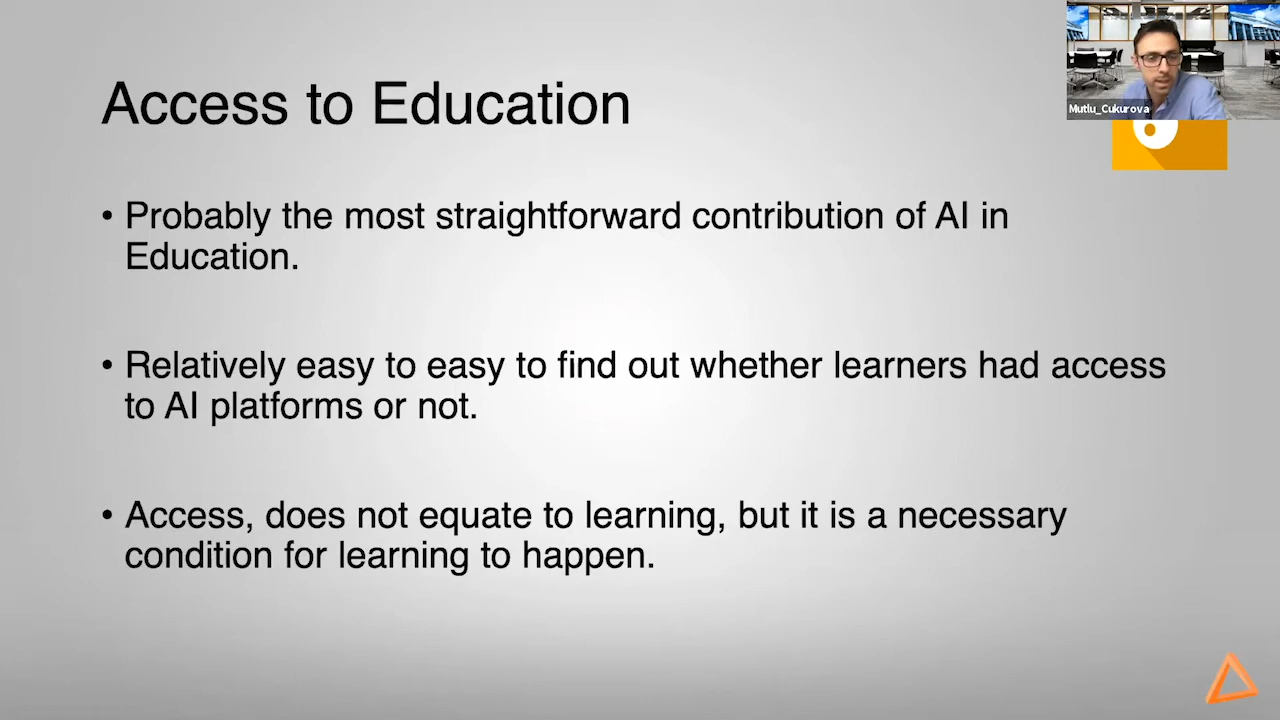 Access to Education
Mutlu_Cukurova
• Probably the most straightforward contribution of AI in
Education.
• Relatively easy to easy to find out whether learners had access
to AI platforms or not.
• Access, does not equate to learning, but it is a necessary
condition for learning to happen.